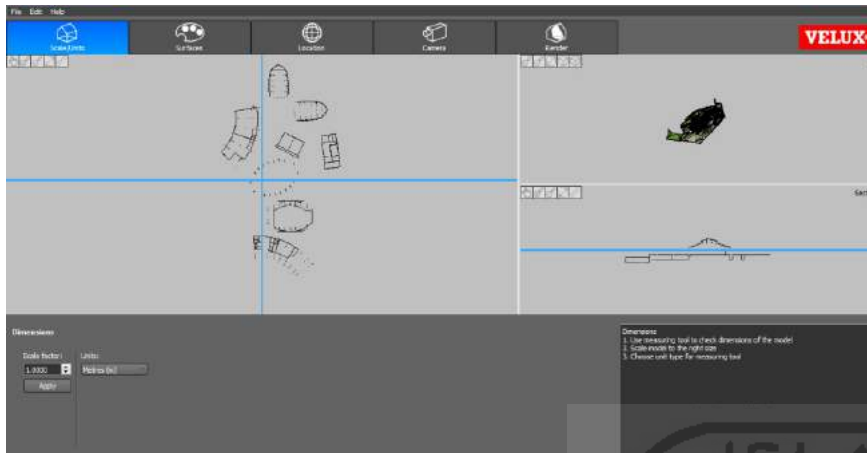 File Edit Help
Scale/Units
Surfaces
Location
Camera
Render
VELUX
Sect
Dimensions
Scale factor:
Units:
1.0000
Metres (m)
Apply
Dimensions
1. Use measuring tool to check dimensions of the model
2. Scale model to the right size
3. Choose unit type for measuring tool